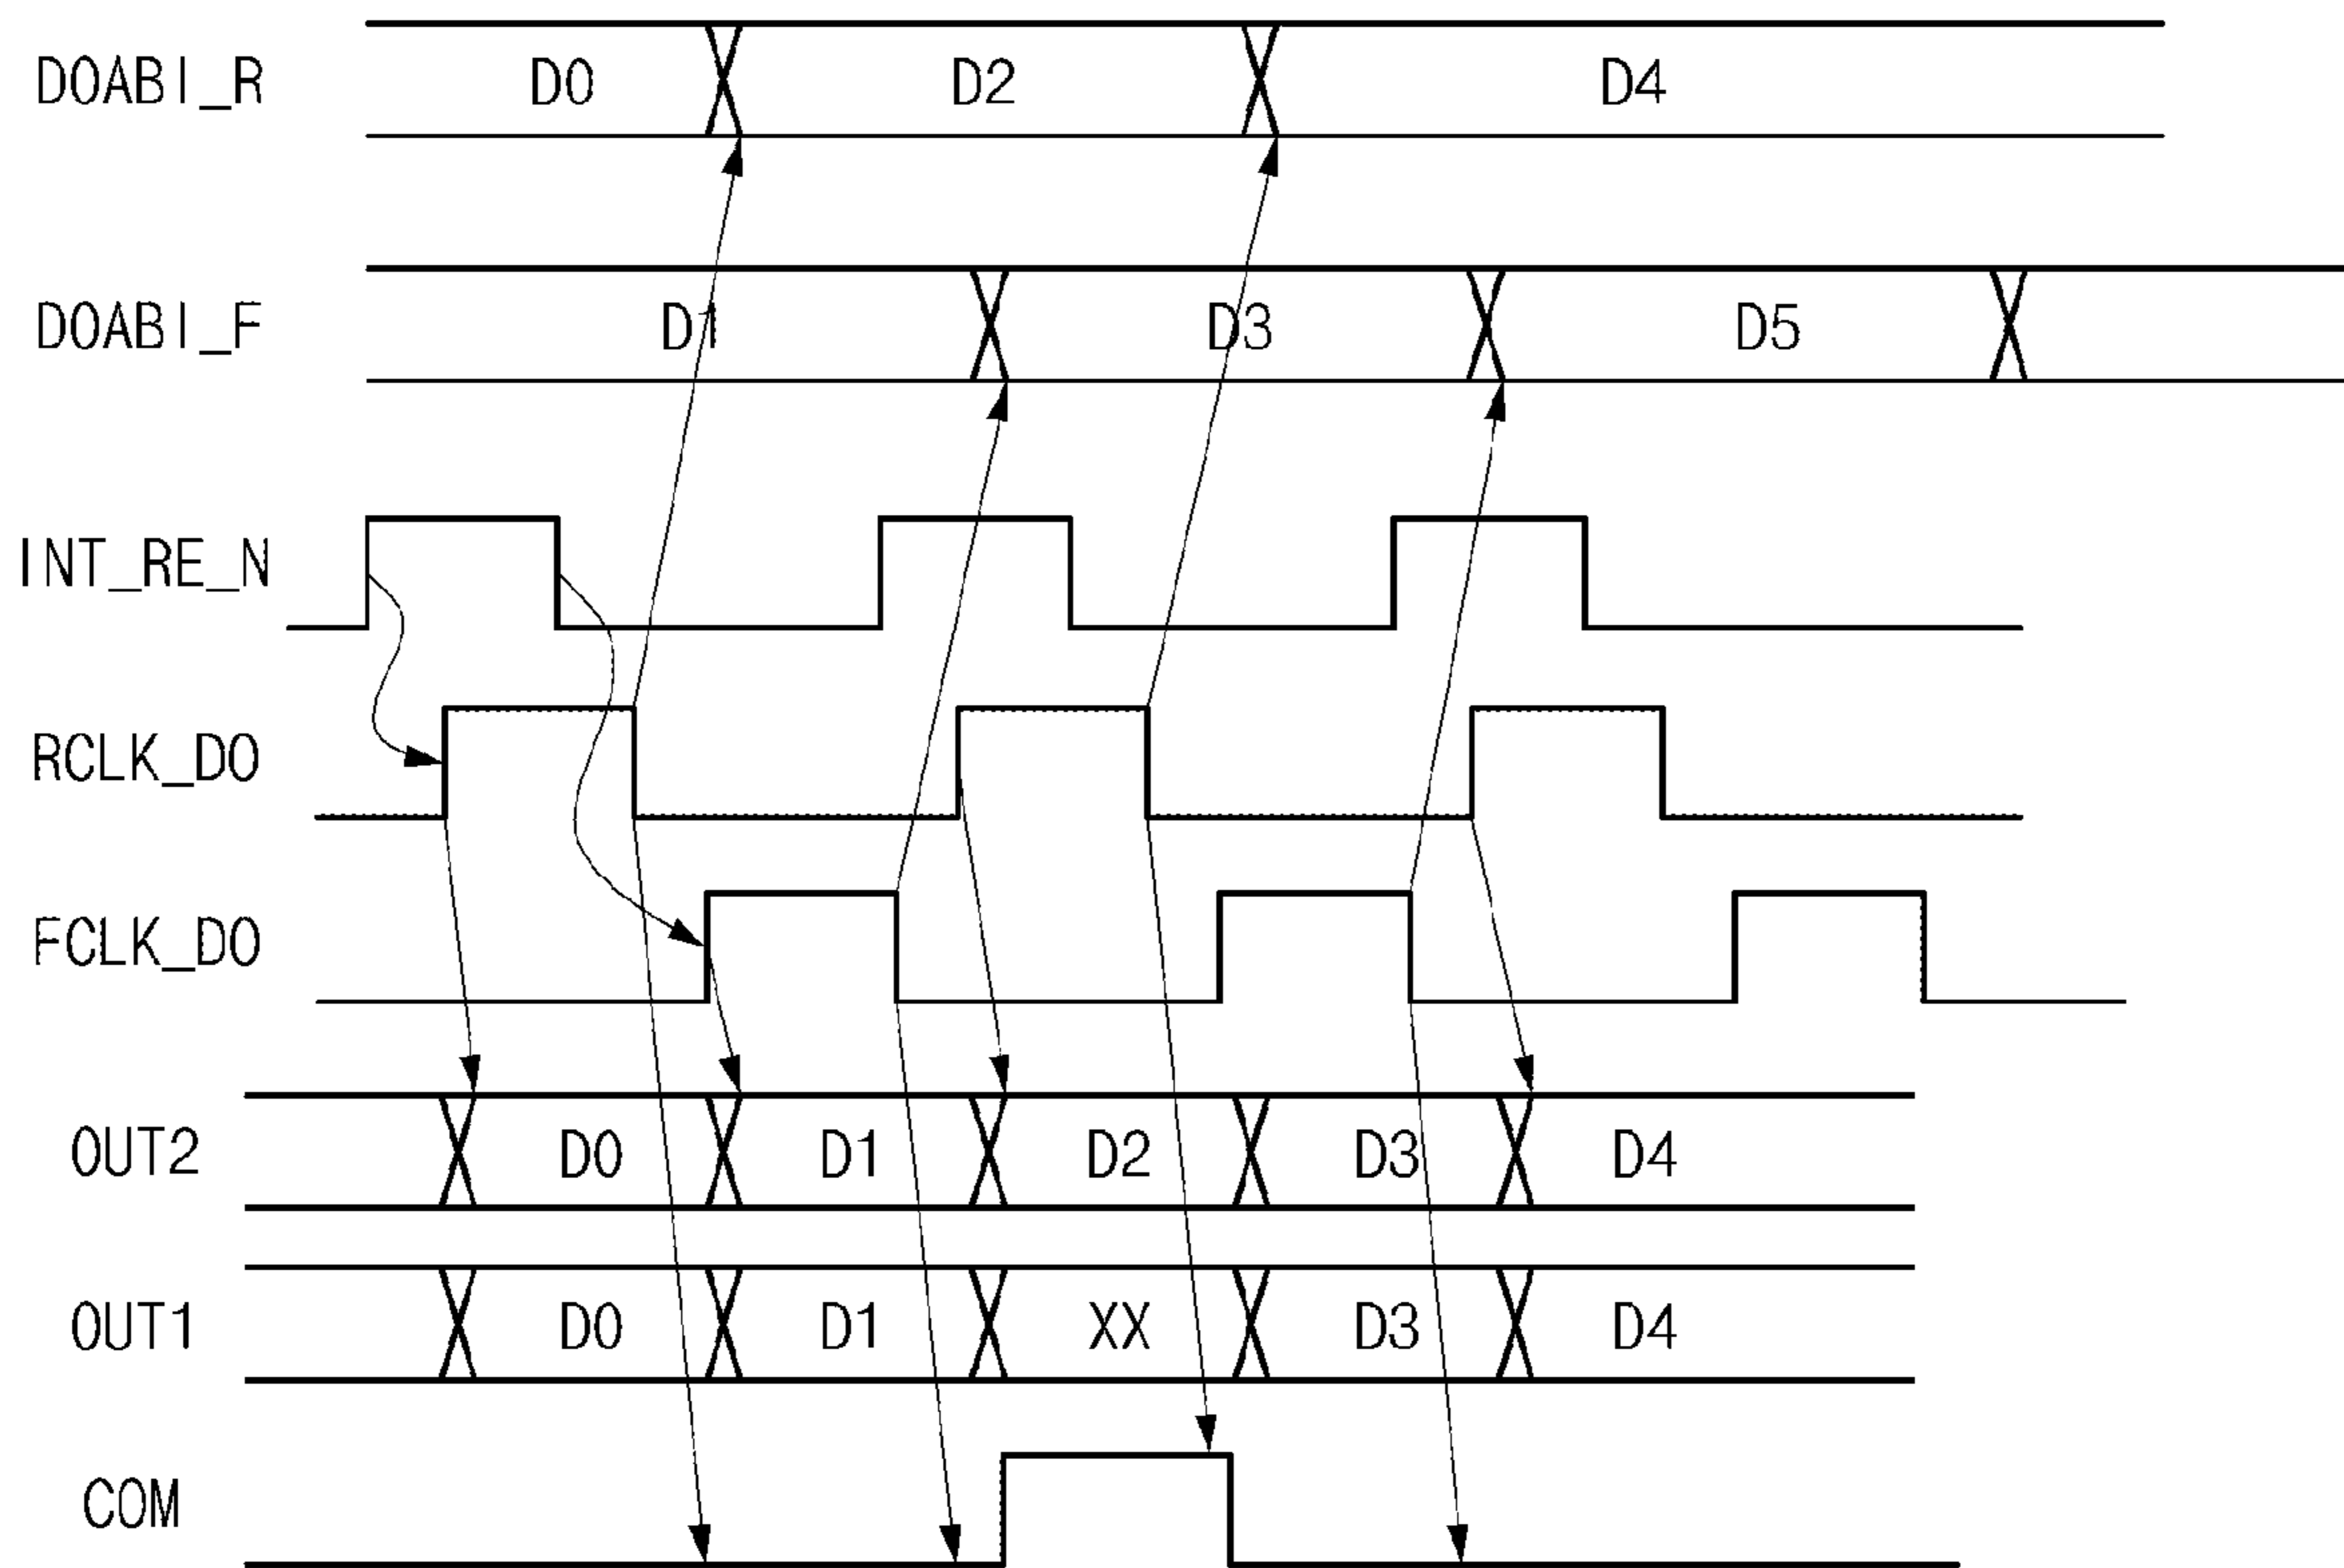 DOABI_R D0 D2 D4
DOABI_F D1 D3 D5
INT_RE_N
RCLK_DO
FCLK_DO
OUT2 D0 D1 D2 D3 D4
OUT1 D0 D1 XX D3 D4
COM